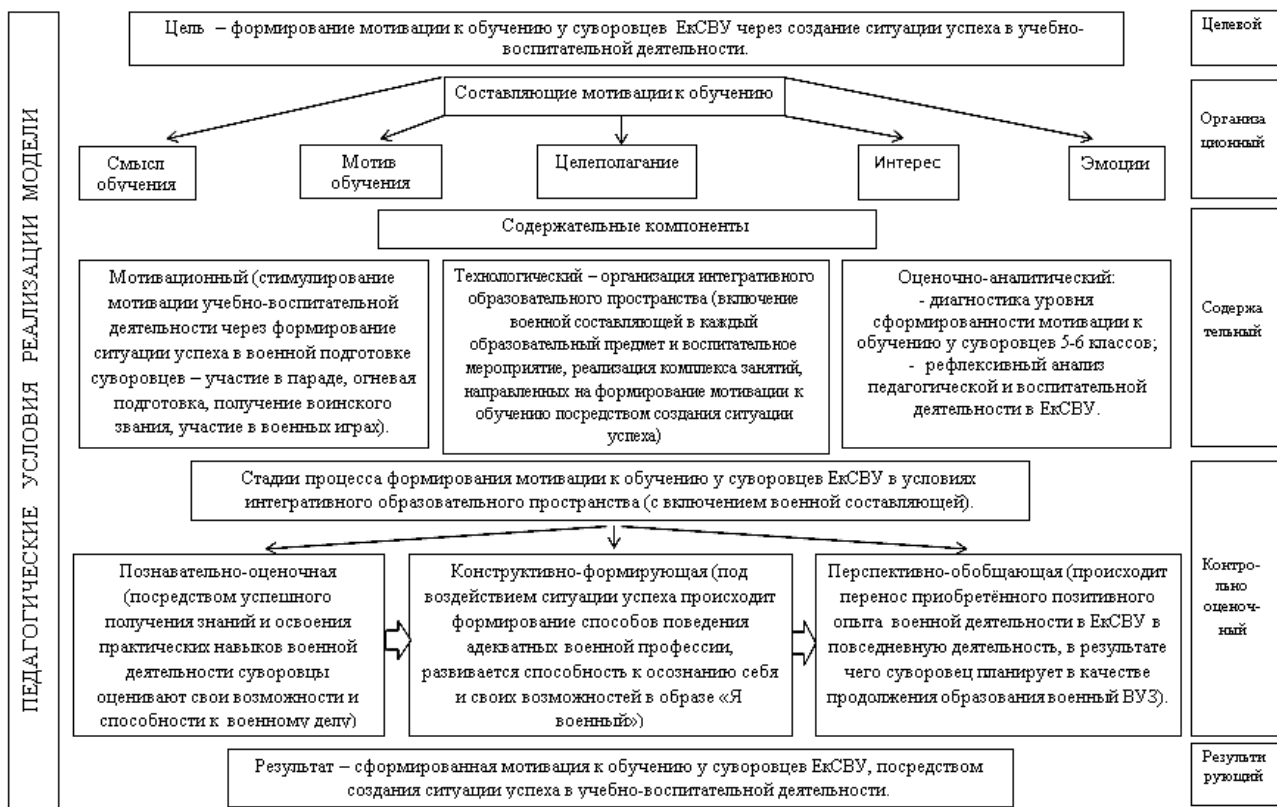 ПЕДАГОГИЧЕСКИЕ УСЛОВИЯ РЕАЛИЗАЦИИ МОДЕЛИ
Цель – формирование мотивации к обучению у суворовцев ЕкСВУ через создание ситуации успеха в учебно-
воспитательной деятельности.
Целевой
Составляющие мотивации к обучению
Организа
ционный
Смысл
обучения
Мотив
обучения
Целеполагание
Интерес
Эмоции
Содержательные компоненты
Мотивационный (стимулирование
мотивации учебно-воспитательной
деятельности через формирование
ситуации успеха в военной подготовке
суворовцев – участие в параде, огневая
подготовка, получение воинского
звания, участие в военных играх).
Технологический – организация интегративного
образовательного пространства (включение
военной составляющей в каждый
образовательный предмет и воспитательное
мероприятие, реализация комплекса занятий,
направленных на формирование мотивации к
обучению посредством создания ситуации
успеха)
Оценочно-аналитический:
- диагностика уровня
сформированности мотивации к
обучению у суворовцев 5-6 классов;
- рефлексивный анализ
педагогической и воспитательной
деятельности в ЕкСВУ.
Содержа
тельный
Стадии процесса формирования мотивации к обучению у суворовцев ЕкСВУ в условиях
интегративного образовательного пространства (с включением военной составляющей).
Познавательно-оценочная
(посредством успешного
получения знаний и освоения
практических навыков военной
деятельности суворовцы
оценивают свои возможности и
способности к военному делу)
Конструктивно-формирующая (под
воздействием ситуации успеха происходит
формирование способов поведения
адекватных военной профессии,
развивается способность к осознанию себя
и своих возможностей в образе «Я
военный»)
Перспективно-обобщающая (происходит
перенос приобретённого позитивного
опыта военной деятельности в ЕкСВУ в
повседневную деятельность, в результате
чего суворовец планирует в качестве
продолжения образования военный ВУЗ).
Контро-
льно
оценоч-
ный
Результат – сформированная мотивация к обучению у суворовцев ЕкСВУ, посредством
создания ситуации успеха в учебно-воспитательной деятельности.
Результи
рующий